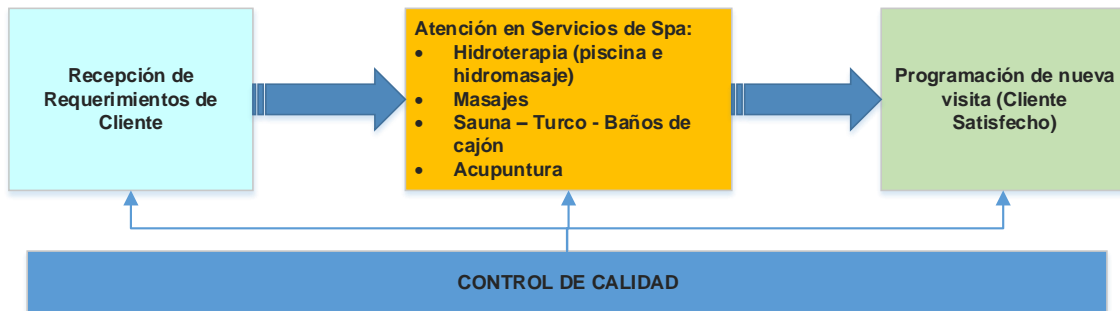 Recepción de
Requerimientos de
Cliente
Atención en Servicios de Spa:
• Hidroterapia (piscina e
hidromasaje)
• Masajes
• Sauna – Turco - Baños de
cajón
• Acupuntura
Programación de nueva
visita (Cliente
Satisfecho)
CONTROL DE CALIDAD